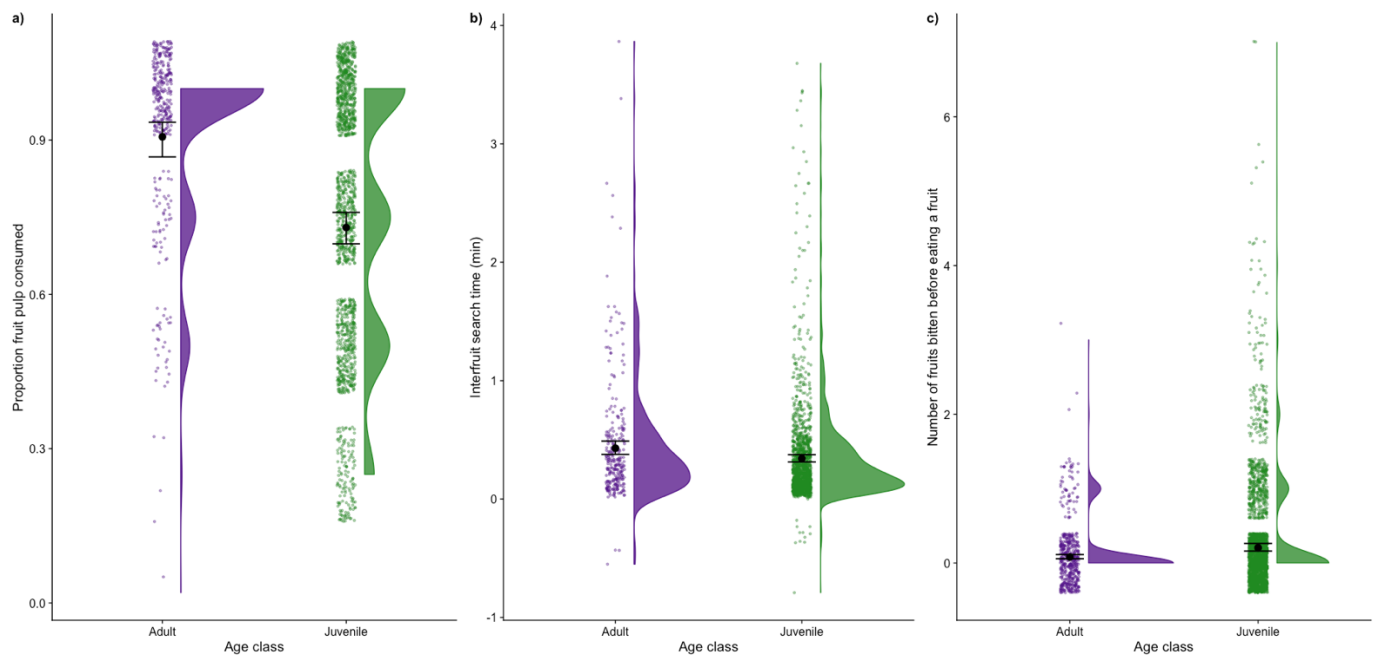 a)
Proportion fruit pulp consumed
0.9
0.6
0.3
0.0
Adult
Juvenile
Age class
b)
Interfruit search time (min)
4
3
2
1
0
-1
Adult
Juvenile
Age class
c)
Number of fruits bitten before eating a fruit
6
4
2
0
Adult
Juvenile
Age class